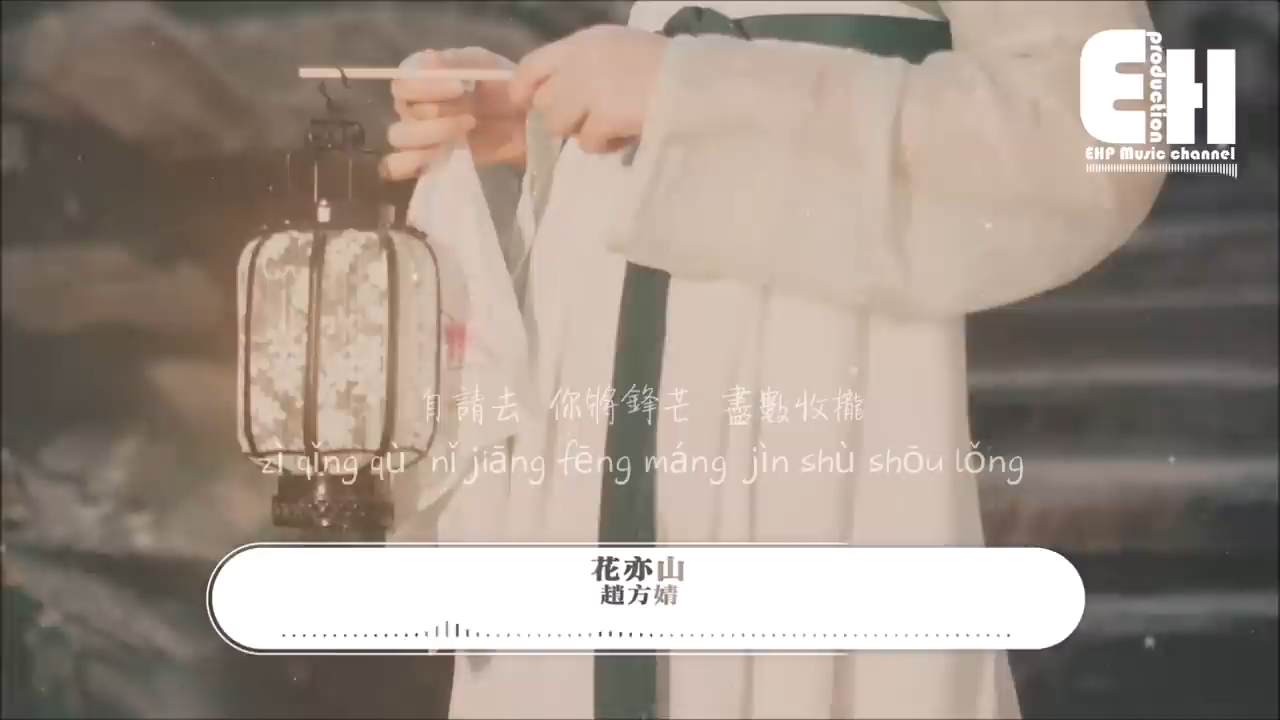 EH
production
EHP Music channel
自請去 你將鋒芒 盡數收攏
zì qǐng qù nǐ jiāng fēng máng jìn shù shōu lǒng
花亦山
趙方婧